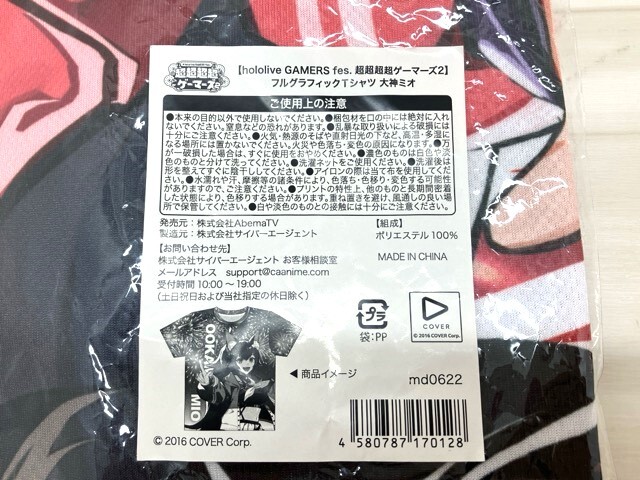 超超超超
ゲーマーズ2
【hololive GAMERS fes. 超超超超ゲーマーズ2】
フルグラフィックTシャツ 大神ミオ
ご使用上の注意
●本来の目的以外で使用しないでください。●梱包材を口の中には絶対に入れ
ないでください。窒息などの恐れがあります。●乱暴な取り扱いによる破損には
十分にご注意ください。●火気・熱源のそばや直射日光の下など、高温・多湿に
なる場所には置かないでください。火災や色落ち・変色の原因になります。●万
が一破損した場合は、すぐに使用をおやめください。●濃色のものは白色や淡
色のものと分けて洗ってください。●洗濯ネットをご使用ください。●洗濯後は
形を整えてすぐに陰干ししてください。●アイロンの際は当て布を使用してくだ
さい。●水濡れや汗、摩擦等の諸条件により、色落ち・色移り・変色する可能性
がありますので、ご注意ください。●プリントの特性上、他のものと長期間密着
した状態により、色移りする場合があります。重ね置きを避け、風通しの良い場
所で保管してください。●白や淡色のものとの接触には十分にご注意ください。
発売元：株式会社AbemaTV
製造元：株式会社サイバーエージェント
【組成】
ポリエステル100%
【お問い合わせ先】
株式会社サイバーエージェント お客様相談室
メールアドレス support@caanime.com
受付時間 10:00～19:00
(土日祝日および当社指定の休日除く)
MADE IN CHINA
プラ
袋:PP
COVER
© 2016 COVER Corp.
OOKAMI
MIO
◀商品イメージ
md0622
© 2016 COVER Corp.
4 580787 170128